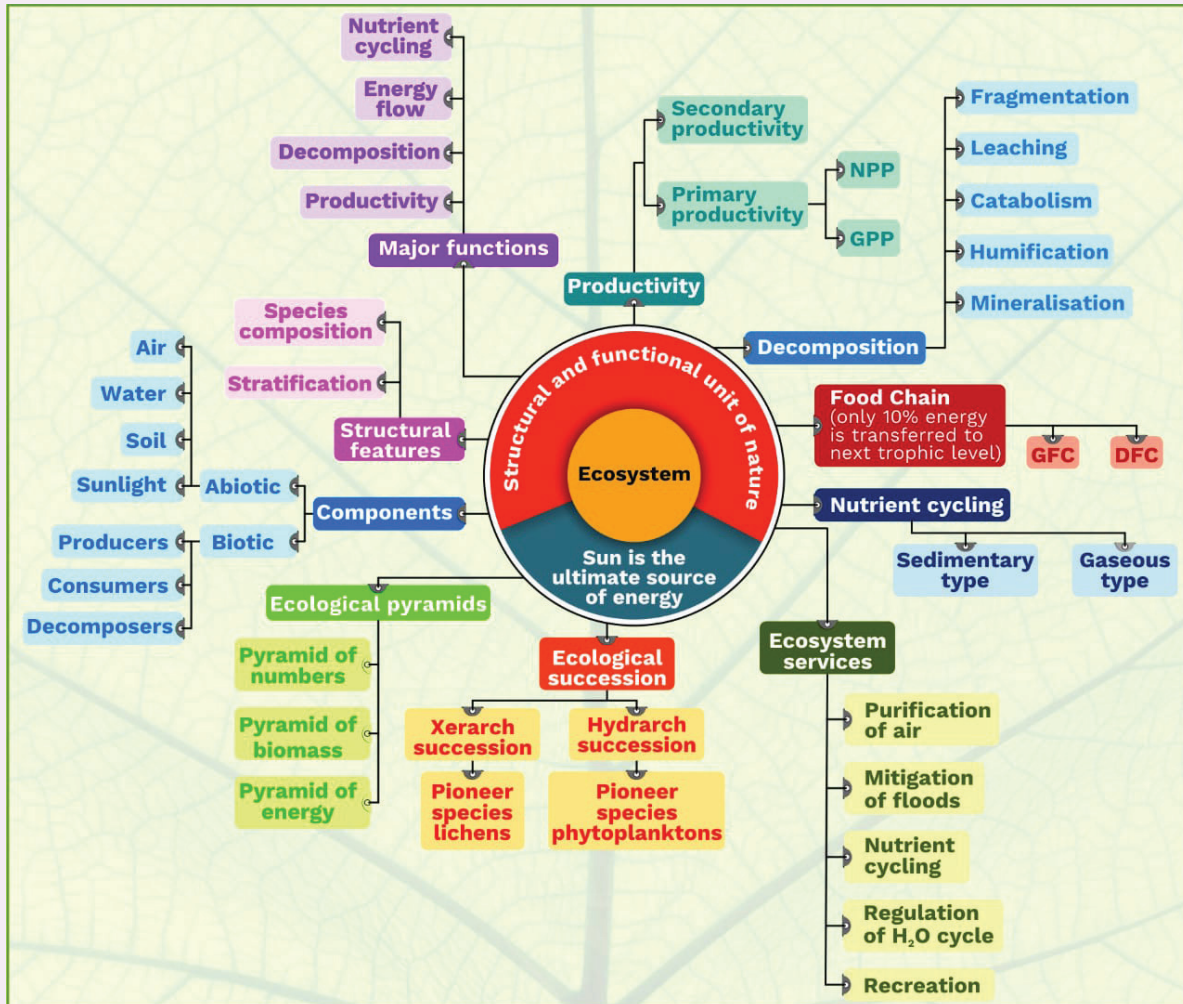 Nutrient
cycling
Energy
flow
Decomposition
Productivity
Major functions
Secondary
productivity
Primary
productivity
NPP
GPP
Productivity
Fragmentation
Leaching
Catabolism
Humification
Mineralisation
Decomposition
Species
composition
Stratification
Structural
features
Air
Water
Soil
Sunlight
Abiotic
Components
Producers
Biotic
Consumers
Decomposers
Structural and functional unit of nature
Ecosystem
Sun is the
ultimate source
of energy
Food Chain
(only 10% energy
is transferred to
next trophic level)
GFC
DFC
Nutrient cycling
Sedimentary
type
Gaseous
type
Ecological pyramids
Pyramid of
numbers
Pyramid of
biomass
Pyramid of
energy
Ecological
succession
Xerarch
succession
Hydrarch
succession
Pioneer
species
lichens
Pioneer
species
phytoplanktons
Ecosystem
services
Purification
of air
Mitigation
of floods
Nutrient
cycling
Regulation
of H₂O cycle
Recreation